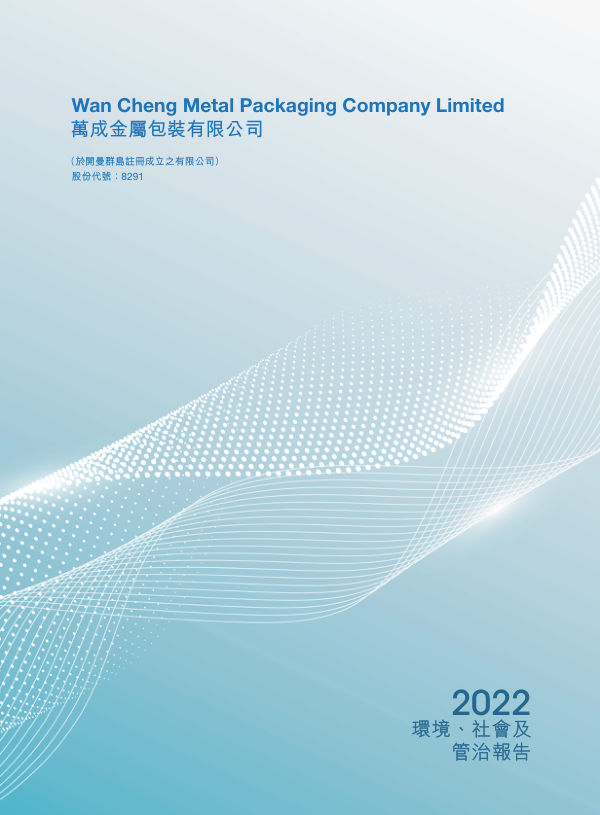 Wan Cheng Metal Packaging Company Limited
萬成金屬包裝有限公司
（於開曼群島註冊成立之有限公司）
股份代號：8291
2022
環境、社會及
管治報告